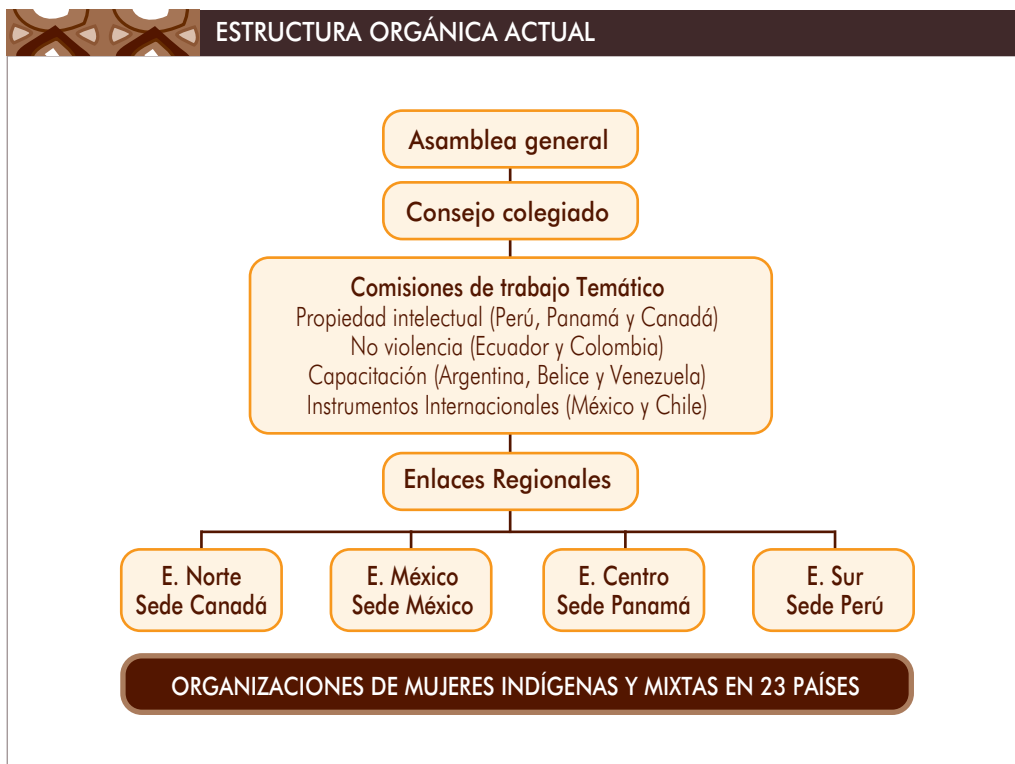 ESTRUCTURA ORGÁNICA ACTUAL
Asamblea general
Consejo colegiado
Comisiones de trabajo Temático
Propiedad intelectual (Perú, Panamá y Canadá)
No violencia (Ecuador y Colombia)
Capacitación (Argentina, Belice y Venezuela)
Instrumentos Internacionales (México y Chile)
Enlaces Regionales
E. Norte
Sede Canadá
E. México
Sede México
E. Centro
Sede Panamá
E. Sur
Sede Perú
ORGANIZACIONES DE MUJERES INDÍGENAS Y MIXTAS EN 23 PAÍSES